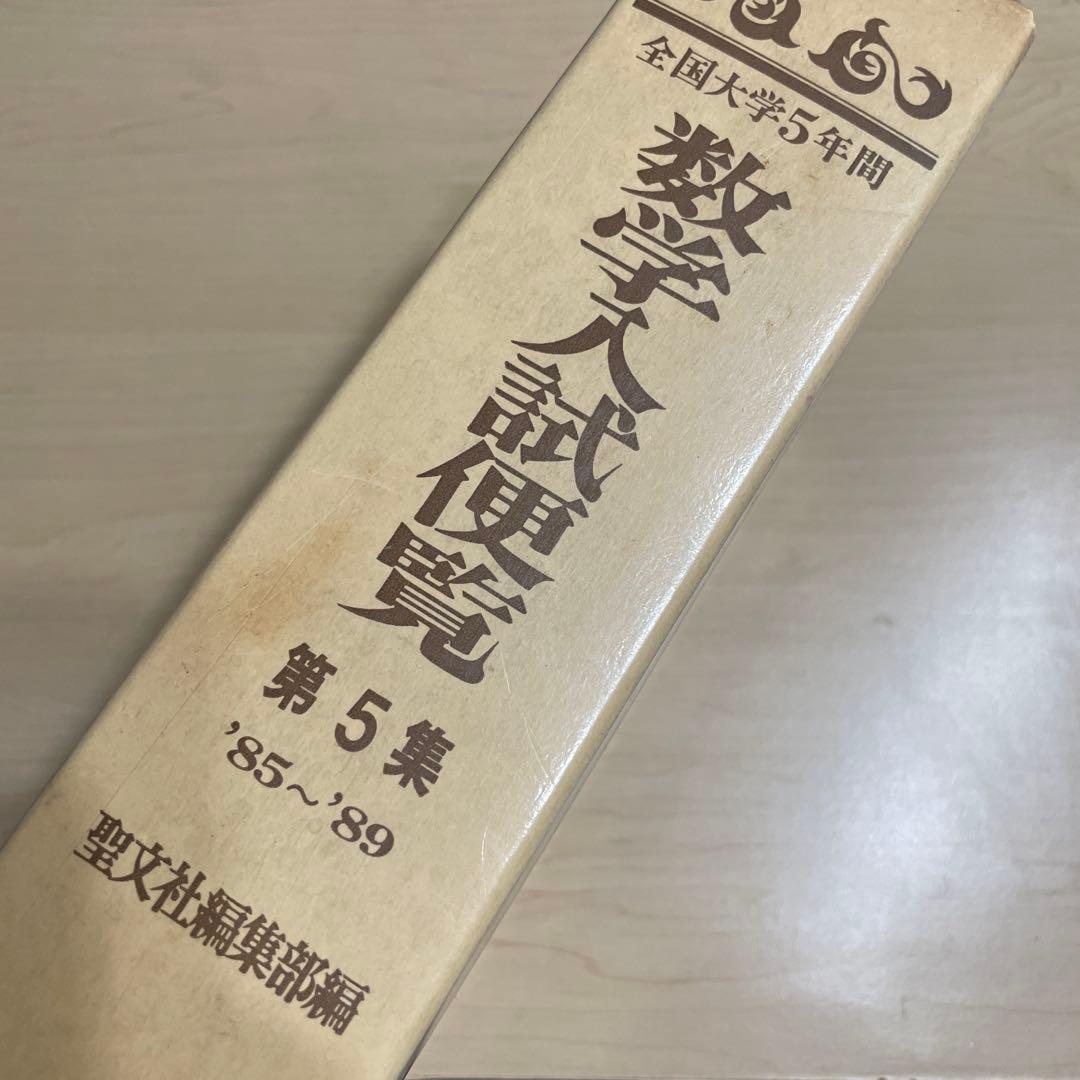 全国大学5年間
数学入試便覧
第5集
'85～'89
聖文社編集部編